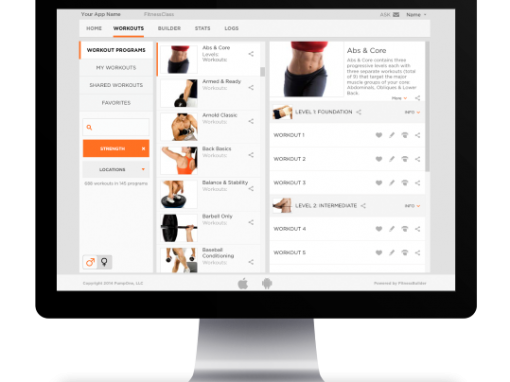 Your App Name
FitnessClass
ASK
Name
HOME
WORKOUTS
BUILDER
STATS
LOGS
WORKOUT PROGRAMS
MY WORKOUTS
SHARED WORKOUTS
FAVORITES
STRENGTH x
LOCATIONS
686 workouts in 145 programs
Abs & Core
Levels:
Workouts:
Armed & Ready
Workouts:
Arnold Classic
Workouts:
Back Basics
Workouts:
Balance & Stability
Workouts:
Barbell Only
Workouts:
Baseball
Conditioning
Workouts:
Abs & Core
Abs & Core contains three
progressive levels each with
three separate workouts (total
of 9) that target the major
muscle groups of your core:
Abdominals, Obliques & Lower
Back.
More
LEVEL 1: FOUNDATION
INFO
WORKOUT 1
WORKOUT 2
WORKOUT 3
LEVEL 2: INTERMEDIATE
INFO
WORKOUT 4
WORKOUT 5
Powered by FitnessBuilder